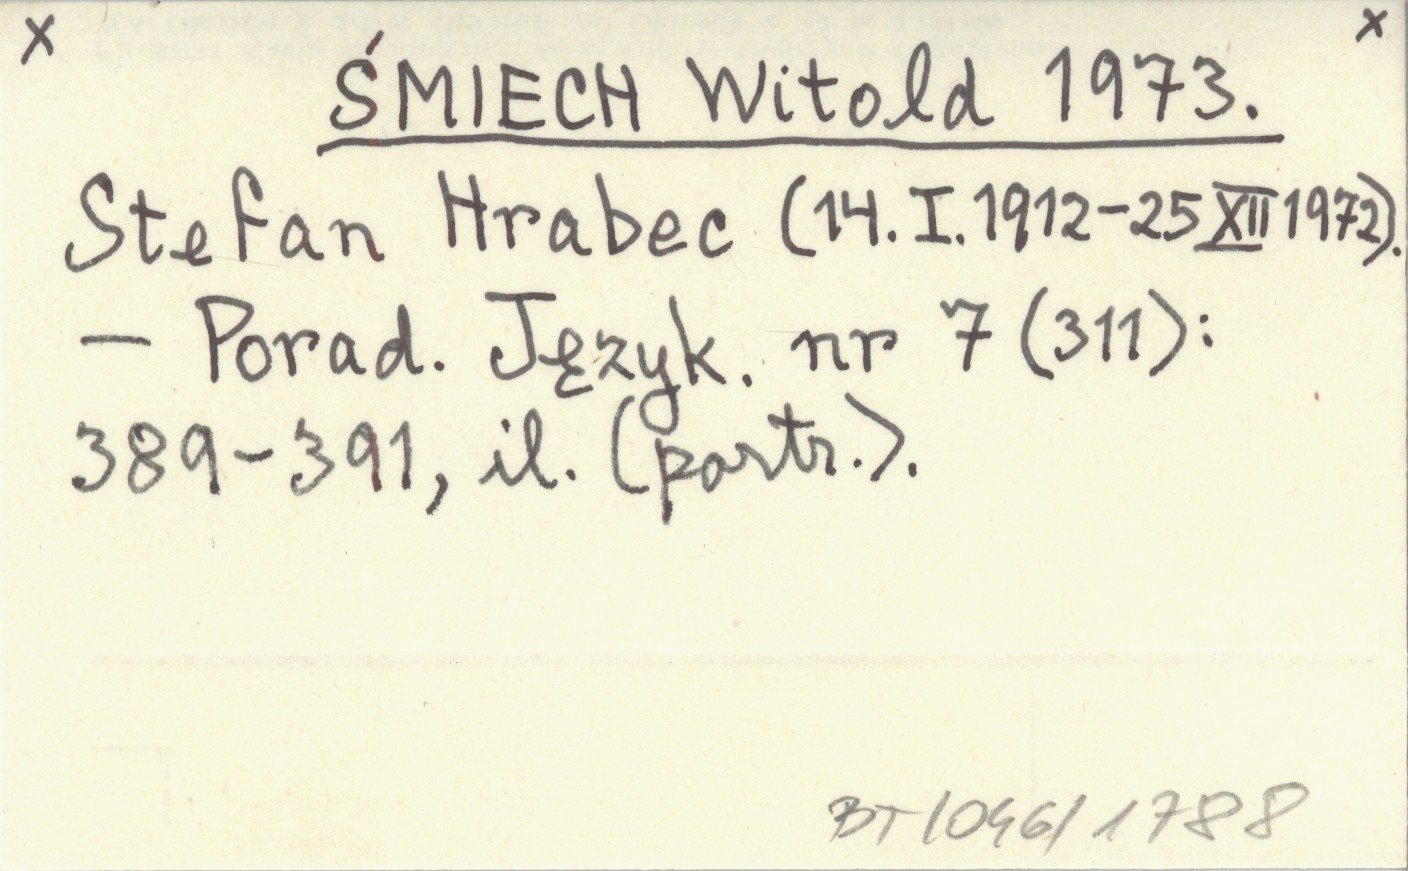 x x
ŚMIECH Witold 1973.
Stefan Hrabec (14.I.1912-25 XII 1972).
— Porad. Język. nr 7 (311):
389-391, il. (portr.).
BT/046/1788